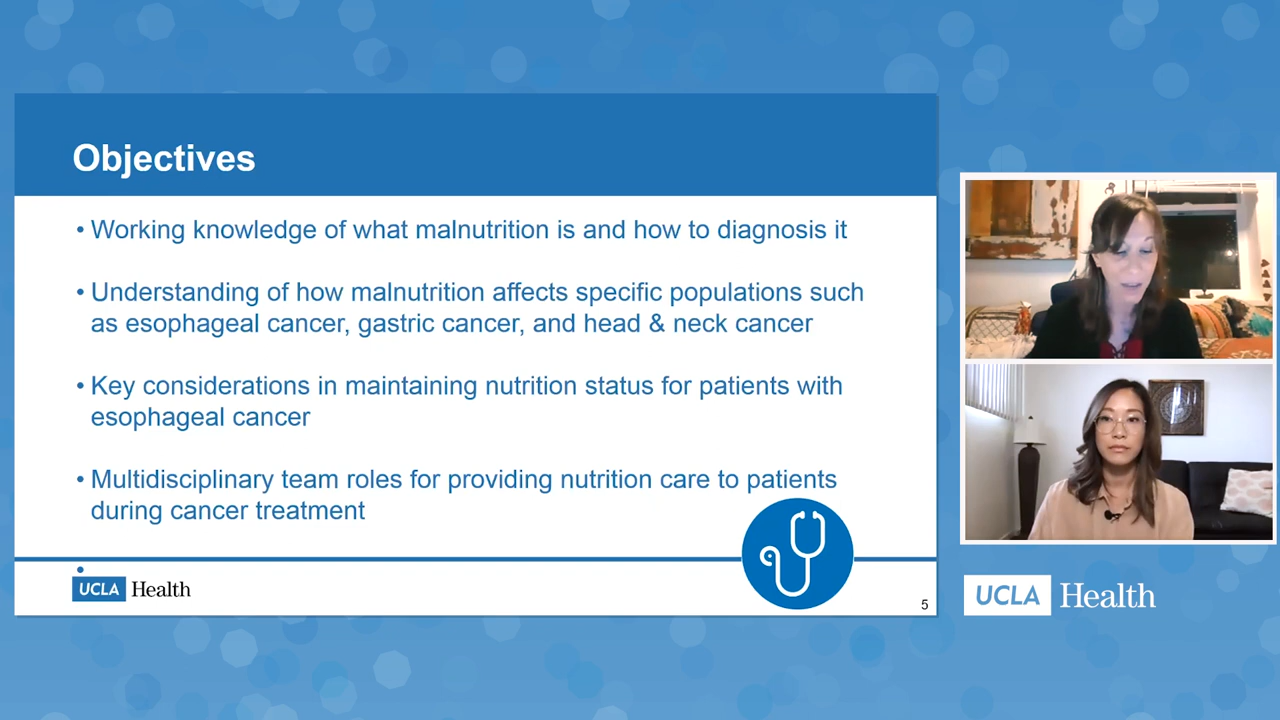 Objectives
• Working knowledge of what malnutrition is and how to diagnosis it
• Understanding of how malnutrition affects specific populations such
as esophageal cancer, gastric cancer, and head & neck cancer
• Key considerations in maintaining nutrition status for patients with
esophageal cancer
• Multidisciplinary team roles for providing nutrition care to patients
during cancer treatment
•
UCLA Health
5
UCLA Health